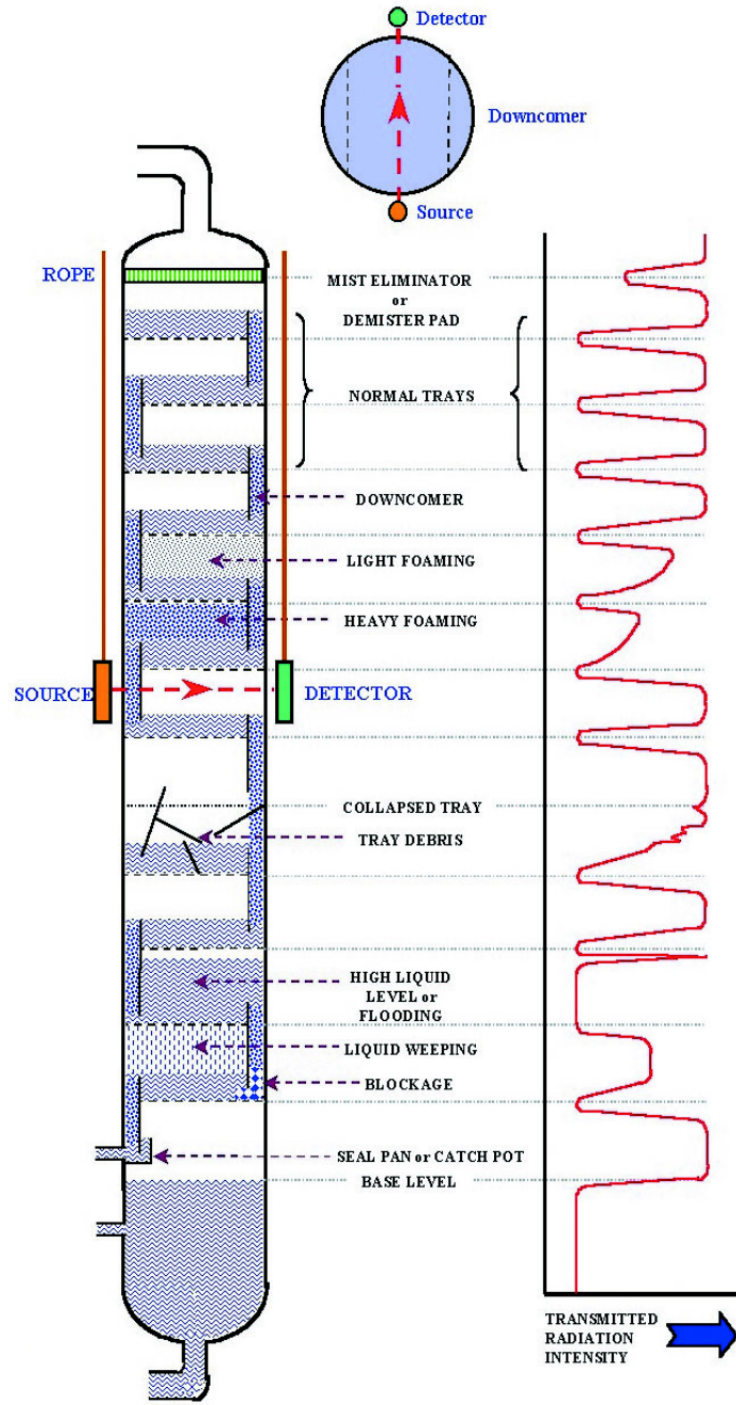 Detector
Downcomer
Source
ROPE
MIST ELIMINATOR
or
DEMISTER PAD
NORMAL TRAYS
DOWNCOMER
LIGHT FOAMING
HEAVY FOAMING
SOURCE
DETECTOR
COLLAPSED TRAY
TRAY DEBRIS
HIGH LIQUID
LEVEL or
FLOODING
LIQUID WEEPING
BLOCKAGE
SEAL PAN or CATCH POT
BASE LEVEL
TRANSMITTED
RADIATION
INTENSITY